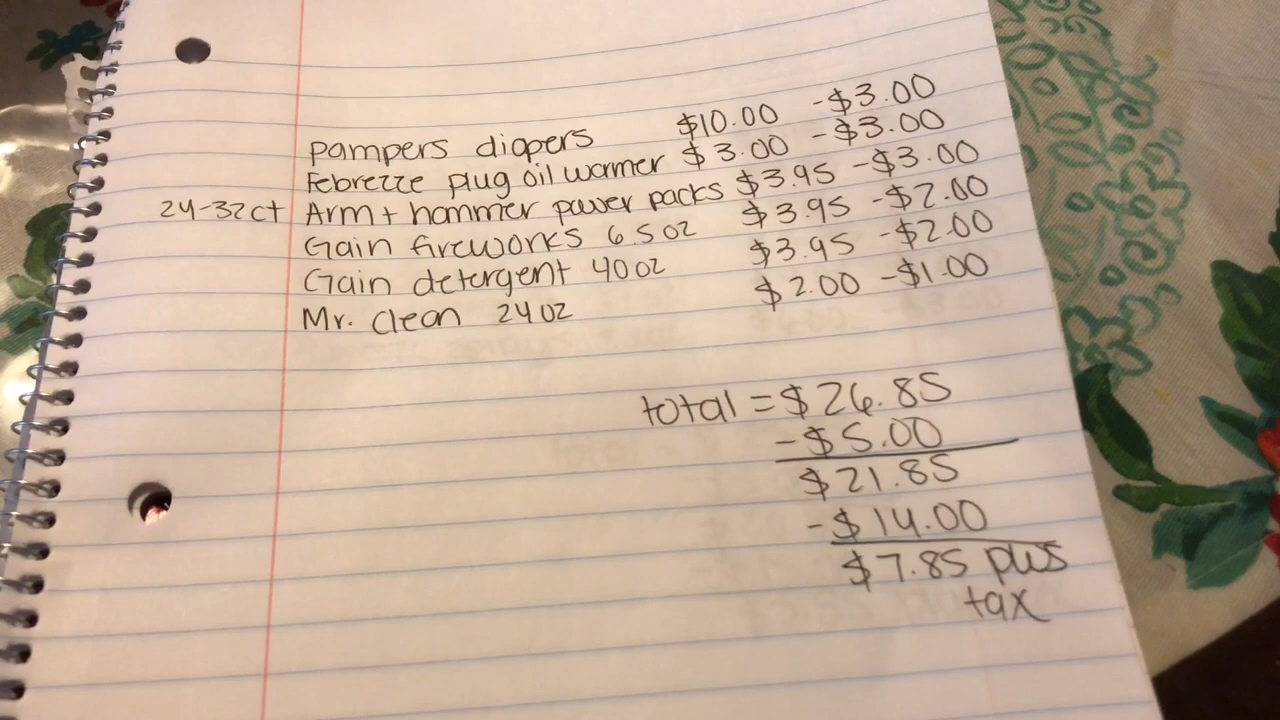 pampers diapers $10.00 -$3.00
Febrezze plug oil warmer $3.00 -$3.00
24-32ct Arm + hammer power packs $3.95 -$3.00
Gain fireworks 6.5oz $3.95 -$2.00
Gain detergent 40oz $3.95 -$2.00
Mr. clean 24oz $2.00 -$1.00
total = $26.85
-$5.00
$21.85
-$14.00
$7.85 plus
tax